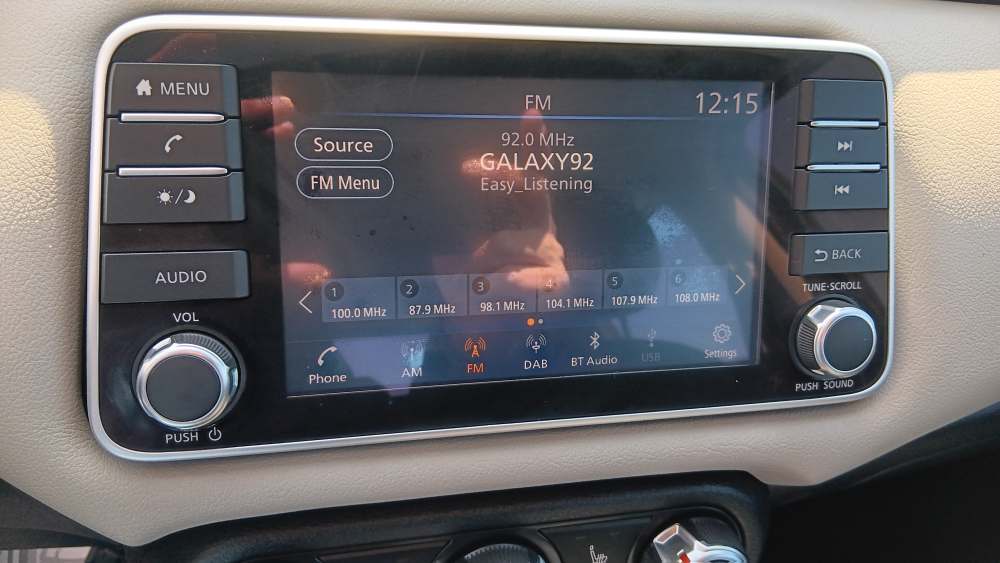 MENU
AUDIO
VOL
PUSH
FM
12:15
Source
FM Menu
92.0 MHz
GALAXY92
Easy_Listening
1 100.0 MHz
2 87.9 MHz
3 98.1 MHz
4 104.1 MHz
5 107.9 MHz
6 108.0 MHz
Phone
AM
FM
DAB
BT Audio
USB
Settings
BACK
TUNE·SCROLL
PUSH SOUND